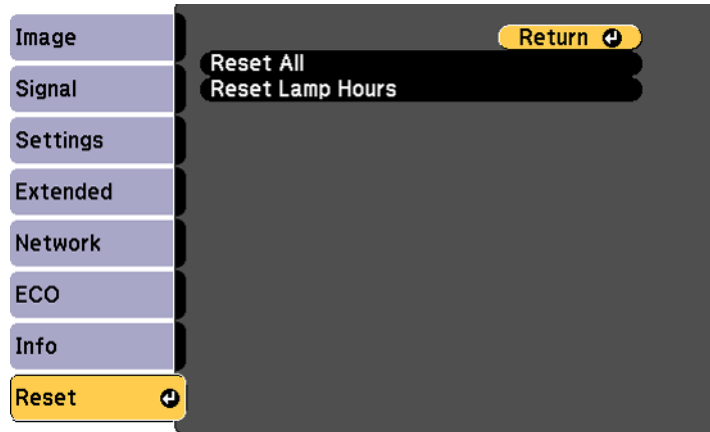 Image
Signal
Settings
Extended
Network
ECO
Info
Reset
Return
Reset All
Reset Lamp Hours